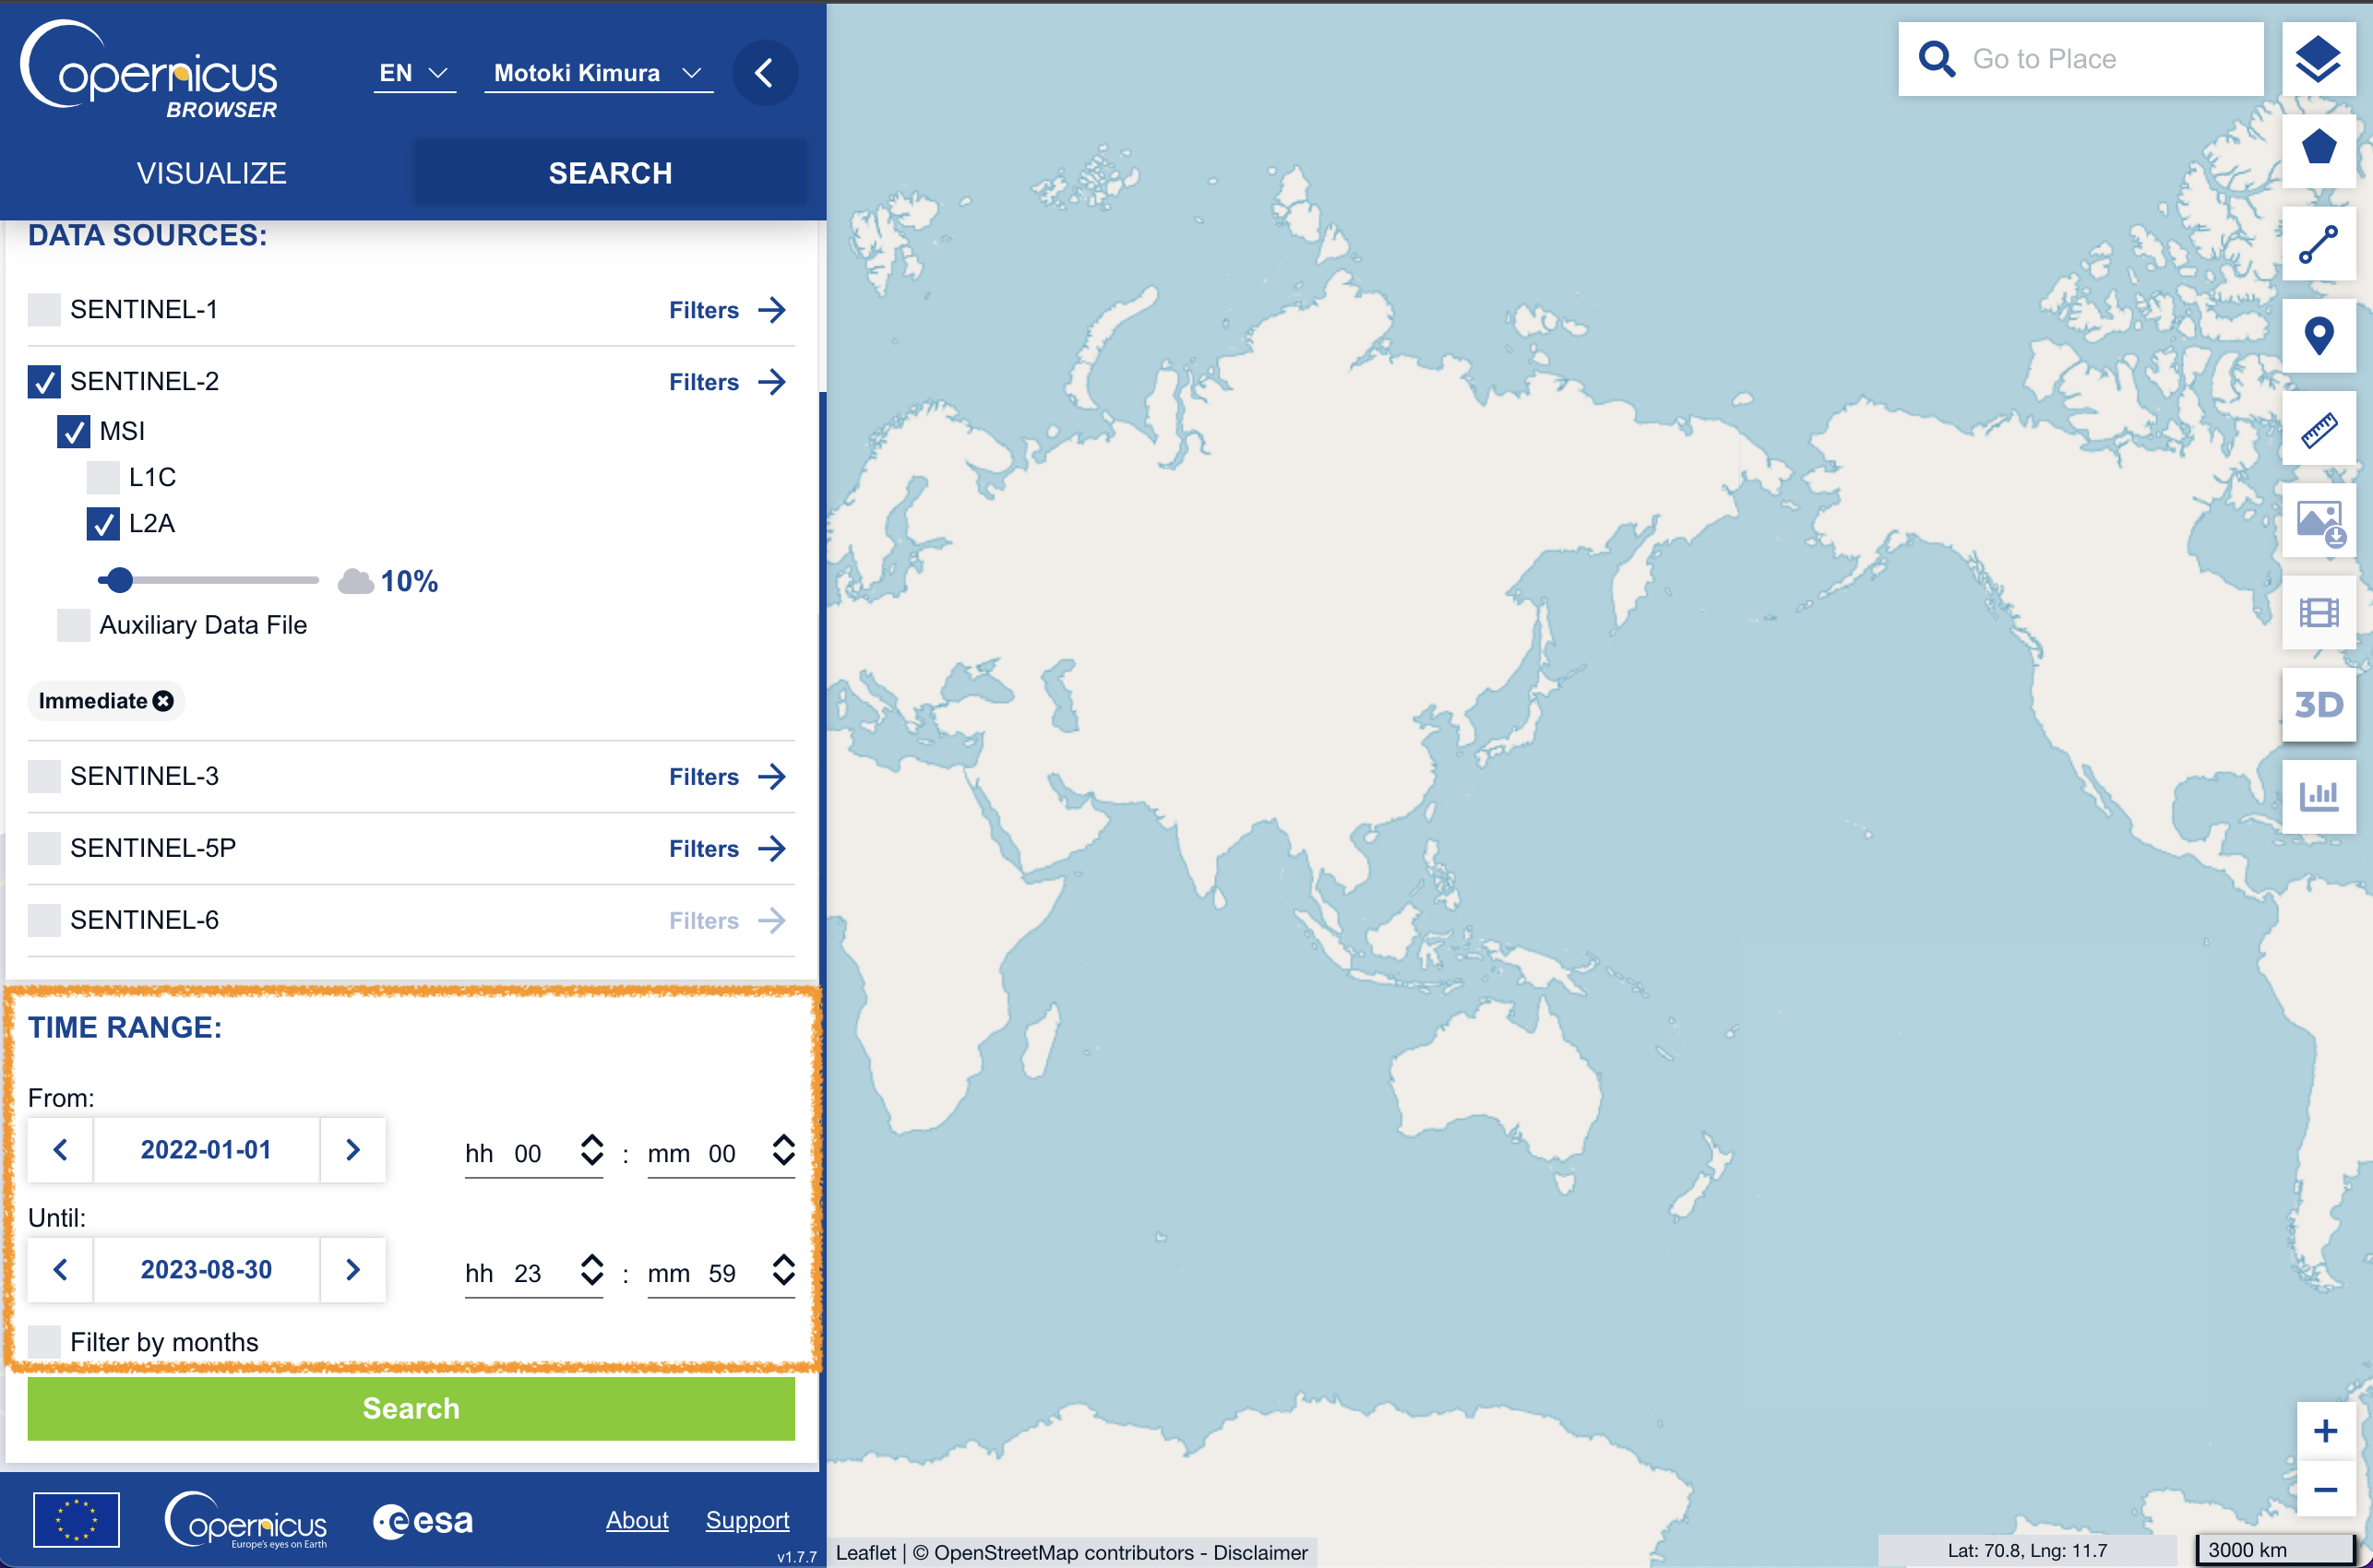 Copernicus
BROWSER
EN
Motoki Kimura
VISUALIZE
SEARCH
DATA SOURCES:
SENTINEL-1
Filters
SENTINEL-2
Filters
MSI
L1C
L2A
10%
Auxiliary Data File
Immediate
SENTINEL-3
Filters
SENTINEL-5P
Filters
SENTINEL-6
Filters
TIME RANGE:
From:
2022-01-01
hh 00 : mm 00
Until:
2023-08-30
hh 23 : mm 59
Filter by months
Search
Copernicus
Europe's eyes on Earth
esa
About
Support
v1.7.7
Go to Place
3D
+
−
Leaflet | © OpenStreetMap contributors - Disclaimer
Lat: 70.8, Lng: 11.7
3000 km